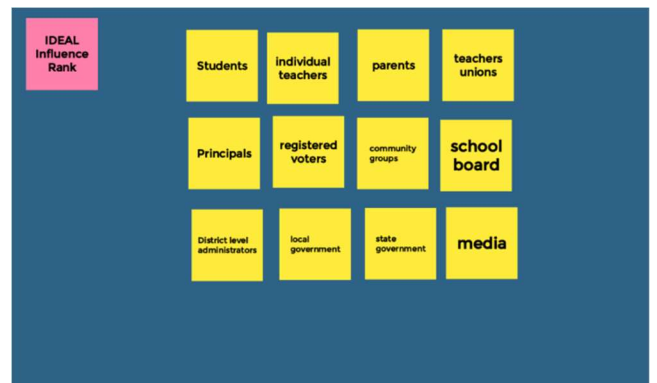 IDEAL
Influence
Rank
Students
individual
teachers
parents
teachers
unions
Principals
registered
voters
community
groups
school
board
District level
administrators
local
government
state
government
media